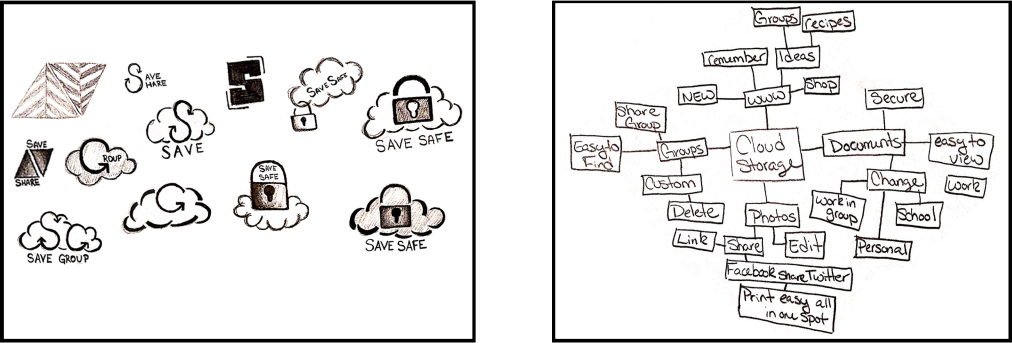 SAVE
HARE
SAVE SAFE
SAVE SAFE
SAVE
SHARE
ROUP
SAVE
SAVE
SAFE
SAVE GROUP
SAVE SAFE
Groups
recipes
remember
Ideas
NEW
WWW
Shop
Secure
Share
Group
Easy to
Find
Groups
Cloud
Storage
Documents
easy to
view
Custom
Change
work
Delete
Photos
work in
group
School
Link
Share
Edit
Personal
Facebook Share Twitter
Print easy all
in one spot